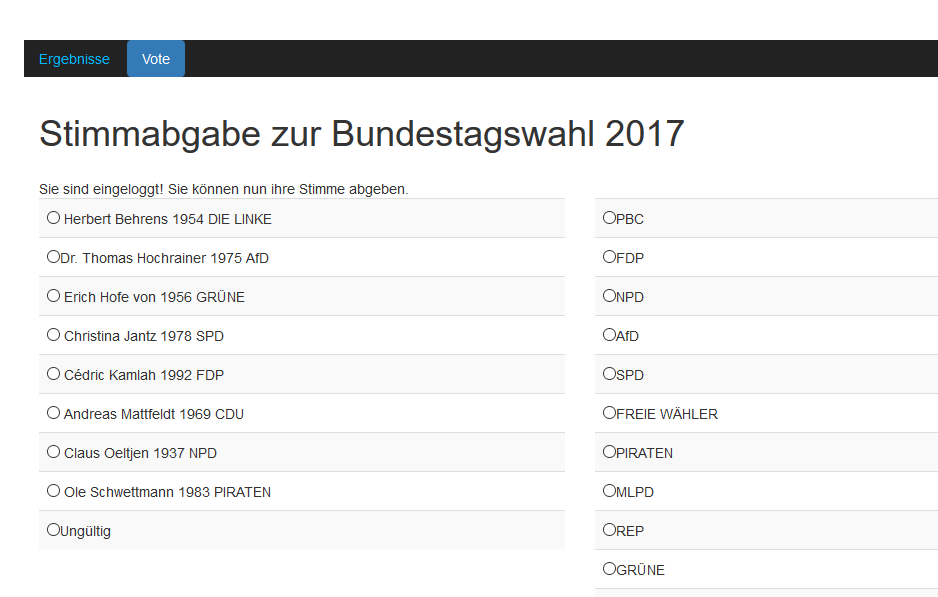 Ergebnisse Vote
Stimmabgabe zur Bundestagswahl 2017
Sie sind eingeloggt! Sie können nun ihre Stimme abgeben.
Herbert Behrens 1954 DIE LINKE
Dr. Thomas Hochrainer 1975 AfD
Erich Hofe von 1956 GRÜNE
Christina Jantz 1978 SPD
Cédric Kamlah 1992 FDP
Andreas Mattfeldt 1969 CDU
Claus Oeltjen 1937 NPD
Ole Schwettmann 1983 PIRATEN
Ungültig
PBC
FDP
NPD
AfD
SPD
FREIE WÄHLER
PIRATEN
MLPD
REP
GRÜNE